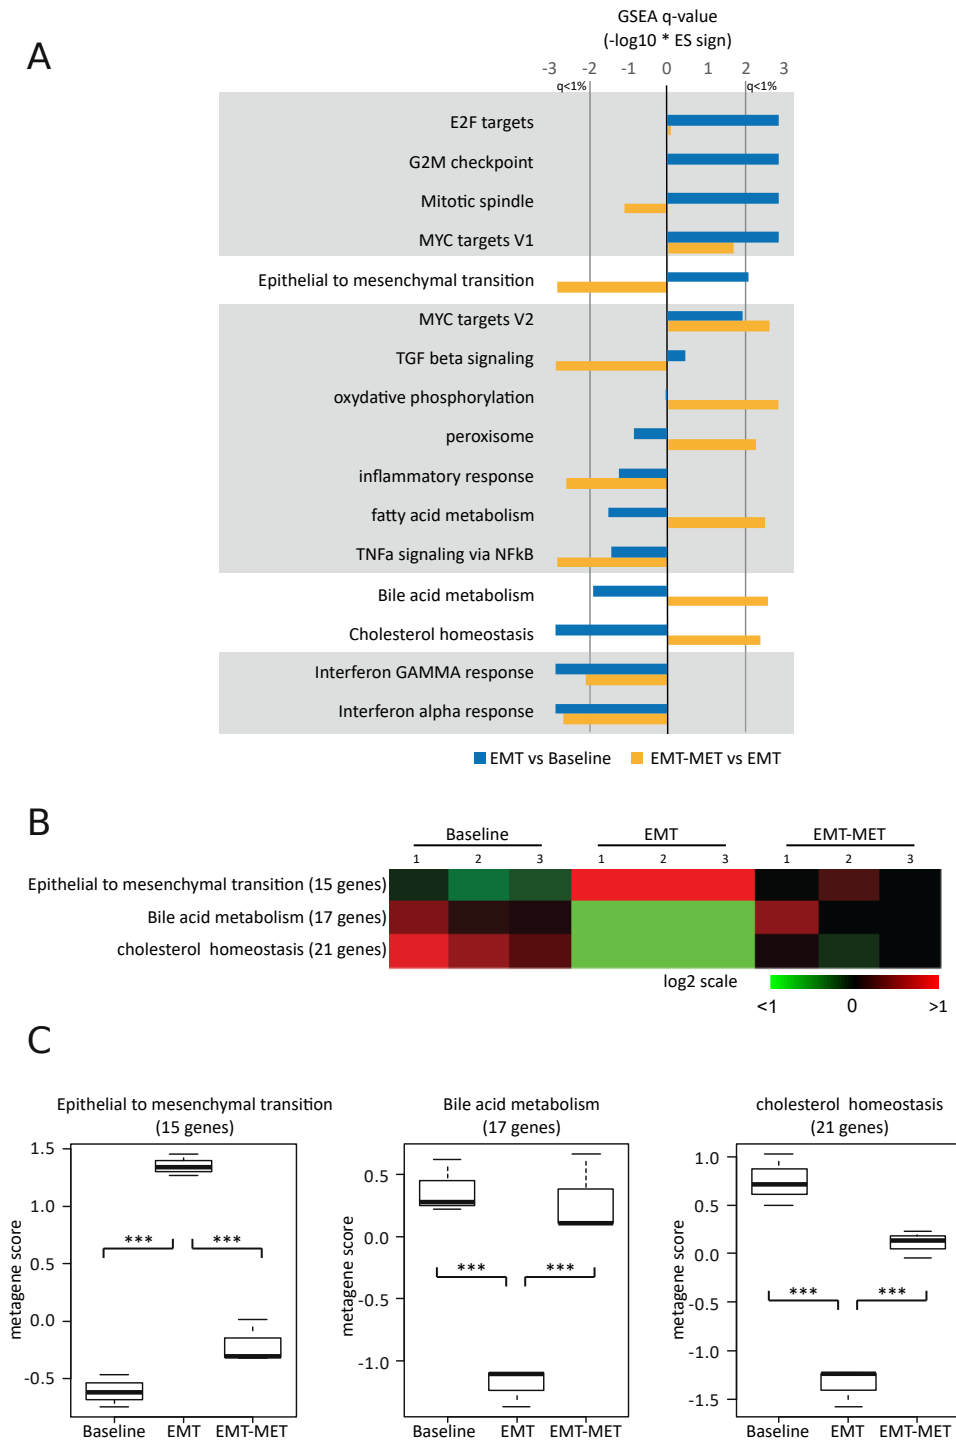 A
GSEA q-value
(-log10 * ES sign)
-3 -2 -1 0 1 2 3
q<1% q<1%
E2F targets
G2M checkpoint
Mitotic spindle
MYC targets V1
Epithelial to mesenchymal transition
MYC targets V2
TGF beta signaling
oxydative phosphorylation
peroxisome
inflammatory response
fatty acid metabolism
TNFa signaling via NFkB
Bile acid metabolism
Cholesterol homeostasis
Interferon GAMMA response
Interferon alpha response
EMT vs Baseline EMT-MET vs EMT
B
Baseline EMT EMT-MET
1 2 3 1 2 3 1 2 3
Epithelial to mesenchymal transition (15 genes)
Bile acid metabolism (17 genes)
cholesterol homeostasis (21 genes)
log2 scale
<1 0 >1
C
Epithelial to mesenchymal transition
(15 genes)
metagene score
1.5
1.0
0.5
0.0
-0.5
*** ***
Baseline EMT EMT-MET
Bile acid metabolism
(17 genes)
metagene score
0.5
0.0
-0.5
-1.0
*** ***
Baseline EMT EMT-MET
cholesterol homeostasis
(21 genes)
metagene score
1.0
0.5
0.0
-0.5
-1.0
-1.5
*** ***
Baseline EMT EMT-MET